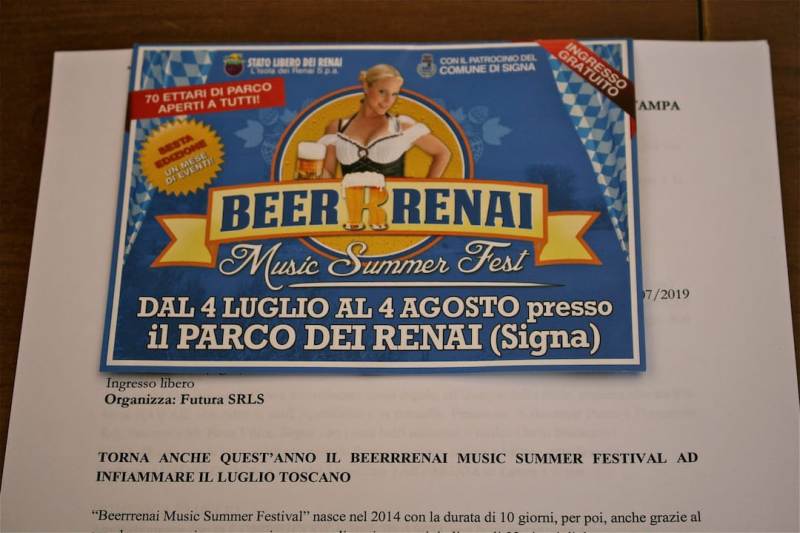 STATO LIBERO DEI RENAI
L'Isola dei Renai S.p.a.
CON IL PATROCINIO DEL
COMUNE DI SIGNA
INGRESSO
GRATUITO
70 ETTARI DI PARCO
APERTI A TUTTI!
SESTA
EDIZIONE
UN MESE
DI EVENTI!
BEERRRENAI
Music Summer Fest
DAL 4 LUGLIO AL 4 AGOSTO presso
il PARCO DEI RENAI (Signa)
TAMPA
07/2019
Ingresso libero
Organizza: Futura SRLS
TORNA ANCHE QUEST'ANNO IL BEERRRENAI MUSIC SUMMER FESTIVAL AD
INFIAMMARE IL LUGLIO TOSCANO
"Beerrrenai Music Summer Festival" nasce nel 2014 con la durata di 10 giorni, per poi, anche grazie al